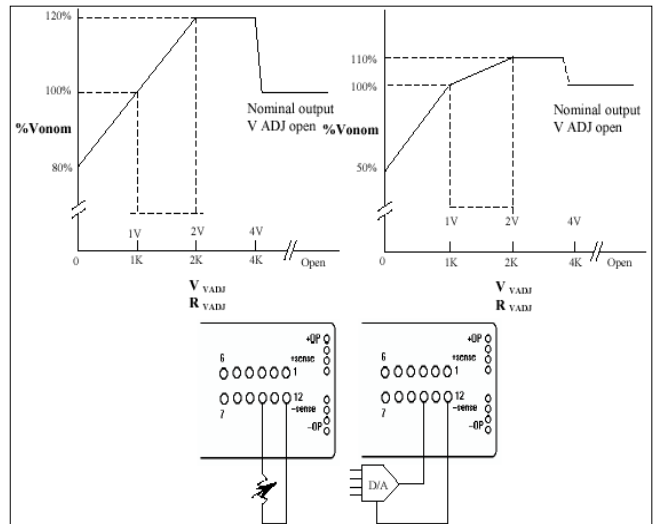 120%
100%
%Vonom
80%
Nominal output
V ADJ open
1V 2V 4V
0 1K 2K 4K Open
V VADJ
R VADJ
110%
100%
%Vonom
50%
Nominal output
V ADJ open
1V 2V 4V
0 1K 2K 4K Open
V VADJ
R VADJ
+OP
6 +sense
1
12
7 -sense
-OP
+OP
6 +sense
1
12
7 -sense
-OP
D/A